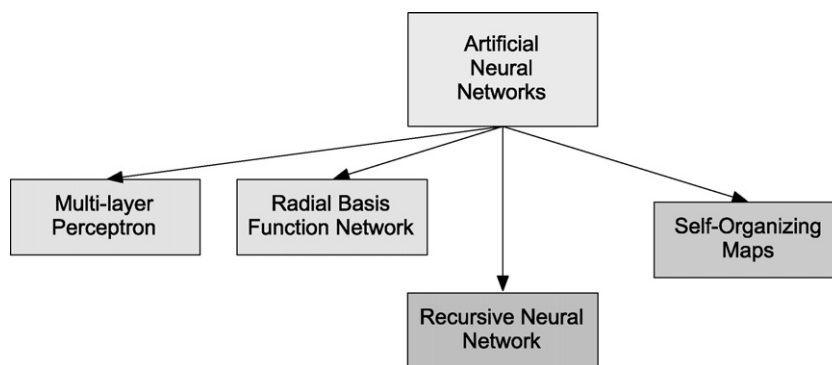 Artificial
Neural
Networks
Multi-layer
Perceptron
Radial Basis
Function Network
Self-Organizing
Maps
Recursive Neural
Network